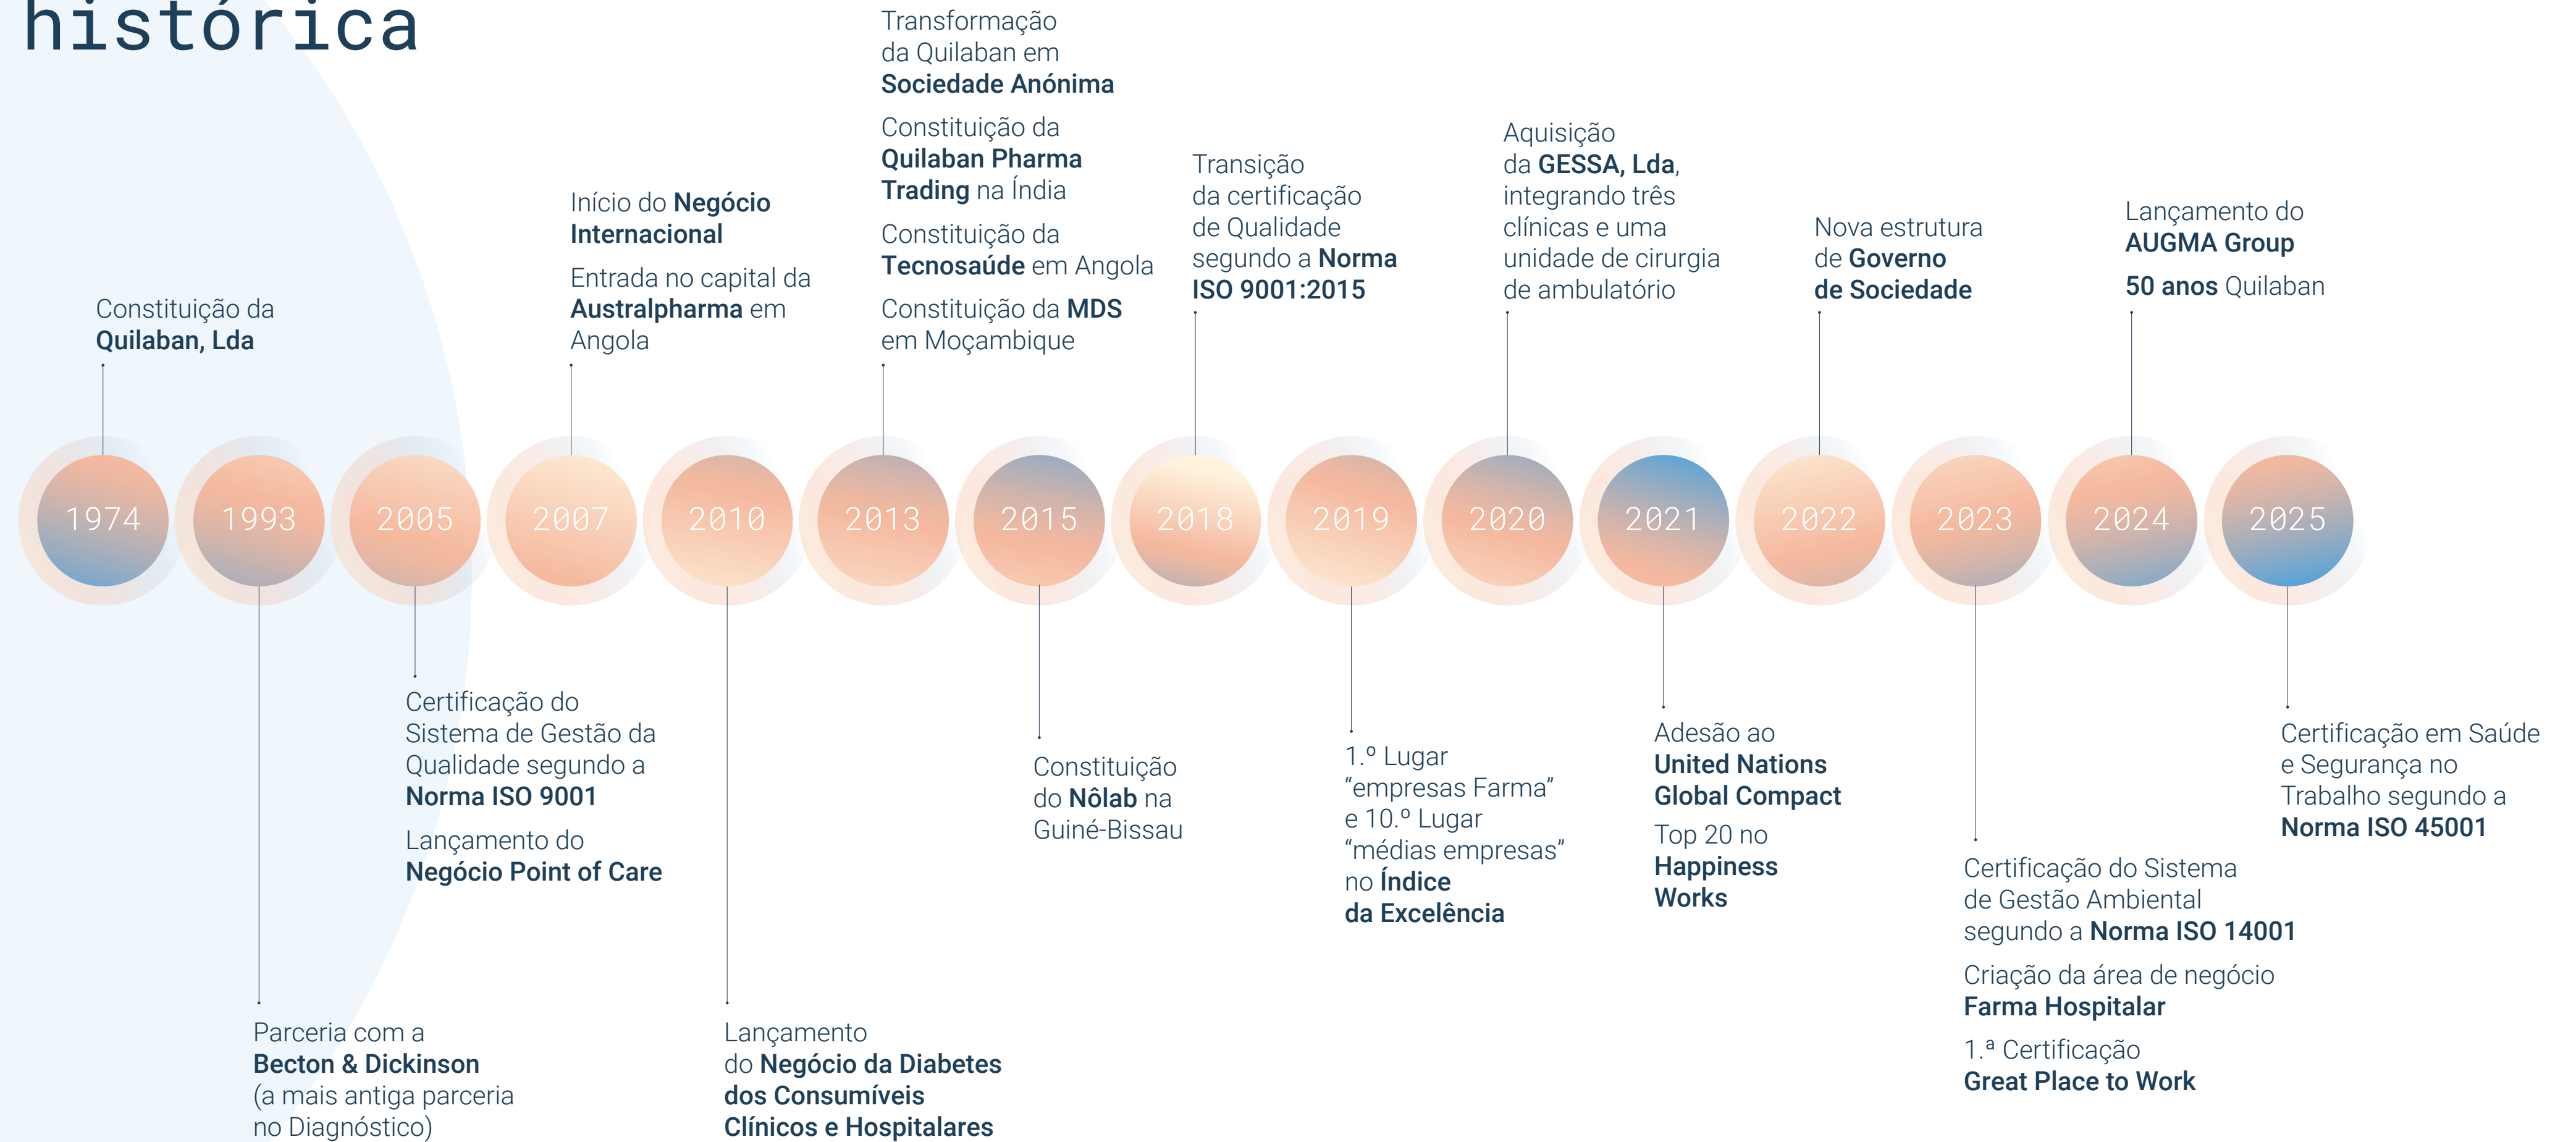 histórica
Constituição da
Quilaban, Lda
Início do Negócio
Internacional
Entrada no capital da
Australpharma em
Angola
Transformação
da Quilaban em
Sociedade Anónima
Constituição da
Quilaban Pharma
Trading na Índia
Constituição da
Tecnosaúde em Angola
Constituição da MDS
em Moçambique
Transição
da certificação
de Qualidade
segundo a Norma
ISO 9001:2015
Aquisição
da GESSA, Lda,
integrando três
clínicas e uma
unidade de cirurgia
de ambulatório
Nova estrutura
de Governo
de Sociedade
Lançamento do
AUGMA Group
50 anos Quilaban
1974
1993
2005
2007
2010
2013
2015
2018
2019
2020
2021
2022
2023
2024
2025
Parceria com a
Becton & Dickinson
(a mais antiga parceria
no Diagnóstico)
Certificação do
Sistema de Gestão da
Qualidade segundo a
Norma ISO 9001
Lançamento do
Negócio Point of Care
Lançamento
do Negócio da Diabetes
dos Consumíveis
Clínicos e Hospitalares
Constituição
do Nôlab na
Guiné-Bissau
1.º Lugar
“empresas Farma”
e 10.º Lugar
“médias empresas”
no Índice
da Excelência
Adesão ao
United Nations
Global Compact
Top 20 no
Happiness
Works
Certificação do Sistema
de Gestão Ambiental
segundo a Norma ISO 14001
Criação da área de negócio
Farma Hospitalar
1.ª Certificação
Great Place to Work
Certificação em Saúde
e Segurança no
Trabalho segundo a
Norma ISO 45001